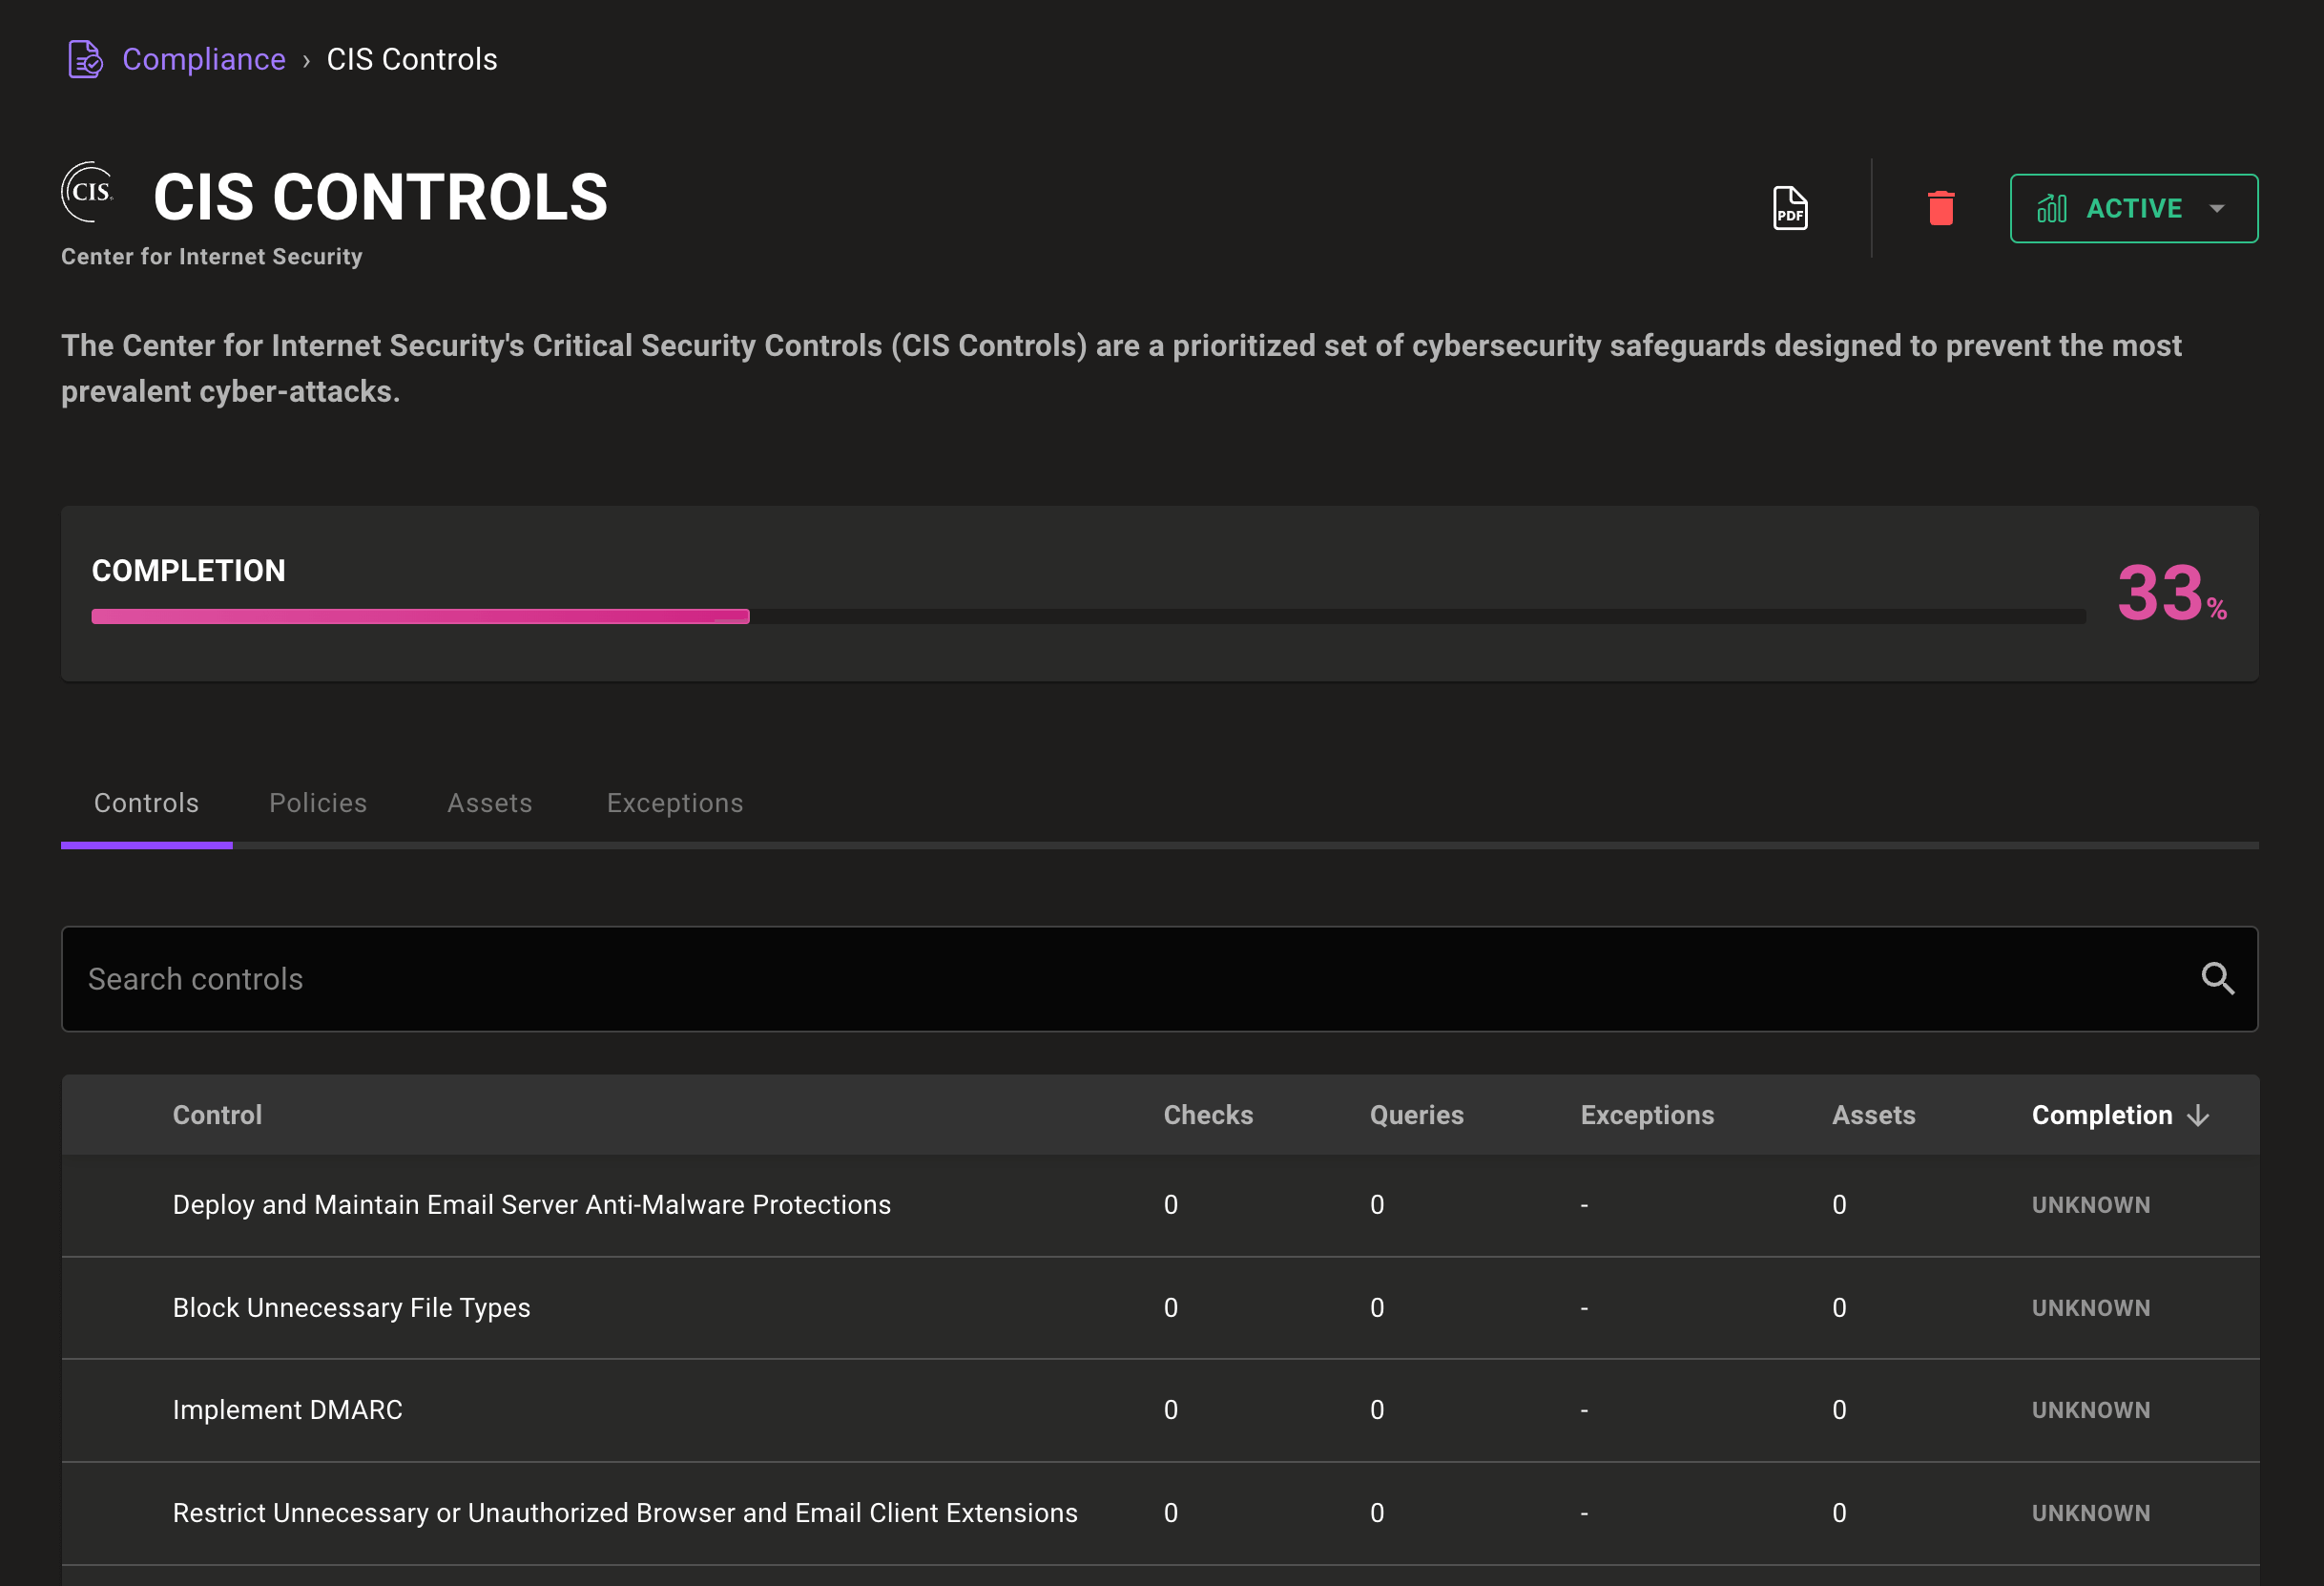 Compliance › CIS Controls
CIS CONTROLS
CIS
Center for Internet Security
PDF
ACTIVE
The Center for Internet Security's Critical Security Controls (CIS Controls) are a prioritized set of cybersecurity safeguards designed to prevent the most
prevalent cyber-attacks.
COMPLETION
33%
Controls Policies Assets Exceptions
Search controls
Control Checks Queries Exceptions Assets Completion
Deploy and Maintain Email Server Anti-Malware Protections 0 0 - 0 UNKNOWN
Block Unnecessary File Types 0 0 - 0 UNKNOWN
Implement DMARC 0 0 - 0 UNKNOWN
Restrict Unnecessary or Unauthorized Browser and Email Client Extensions 0 0 - 0 UNKNOWN